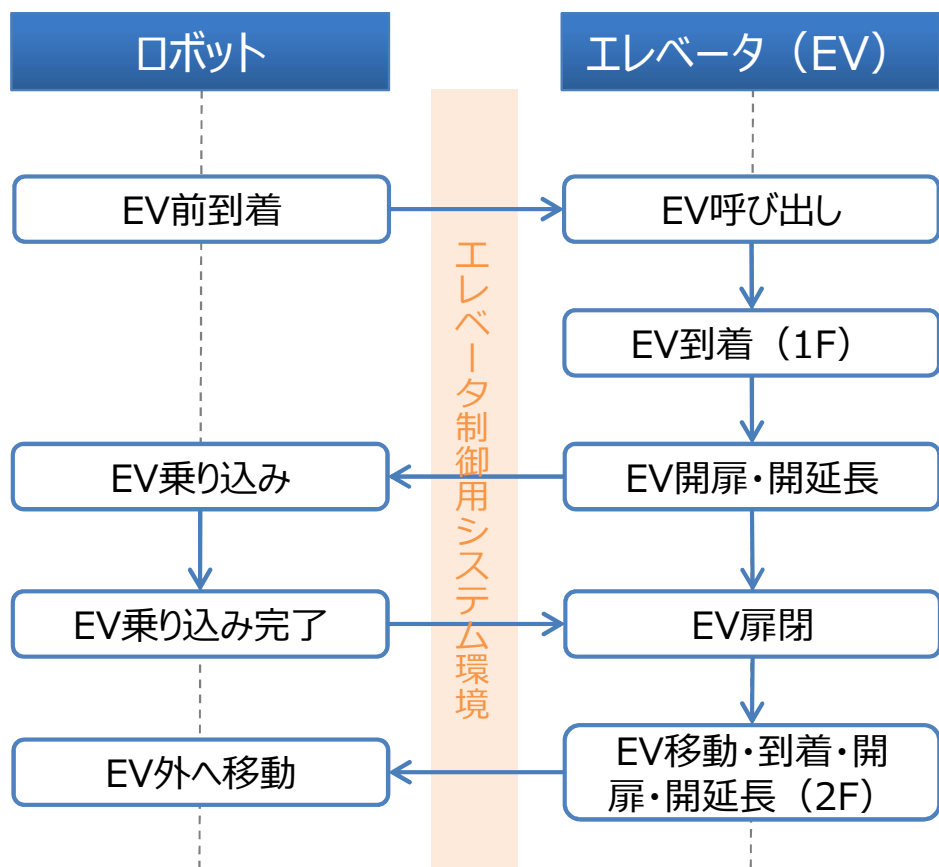 ロボット
エレベータ（EV）
EV前到着
EV呼び出し
エレベータ制御用システム環境
EV到着（1F）
EV乗り込み
EV開扉・開延長
EV乗り込み完了
EV扉閉
EV外へ移動
EV移動・到着・開
扉・開延長（2F）